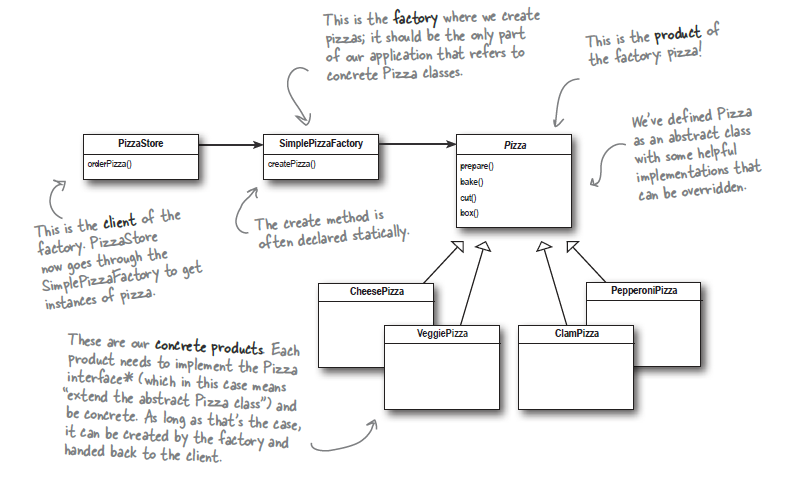 This is the factory where we create
pizzas; it should be the only part
of our application that refers to
concrete Pizza classes.
This is the product of
the factory: pizza!
We've defined Pizza
as an abstract class
with some helpful
implementations that
can be overridden.
PizzaStore
orderPizza()
SimplePizzaFactory
createPizza()
Pizza
prepare()
bake()
cut()
box()
This is the client of the
factory. PizzaStore
now goes through the
SimplePizzaFactory to get
instances of pizza.
The create method is
often declared statically.
CheesePizza
VeggiePizza
ClamPizza
PepperoniPizza
These are our concrete products. Each
product needs to implement the Pizza
interface* (which in this case means
"extend the abstract Pizza class") and
be concrete. As long as that's the case,
it can be created by the factory and
handed back to the client.